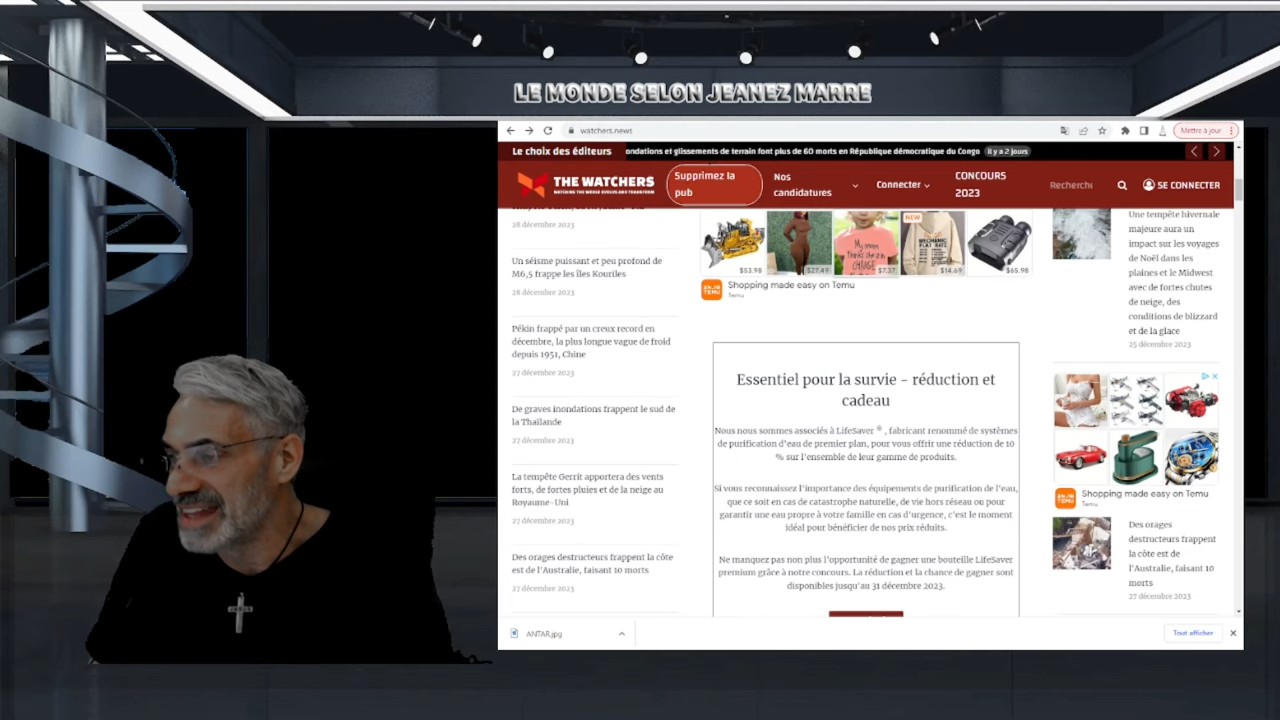 LE MONDE SELON JEANEZ MARRE
watchers.news
Mettre à jour
Le choix des éditeurs
ondations et glissements de terrain font plus de 60 morts en République démocratique du Congo
il y a 2 jours
THE WATCHERS
WATCHING THE WORLD EVOLVE AND TRANSFORM
Supprimez la
pub
Nos
candidatures
Connecter
CONCOURS
2023
SE CONNECTER
28 décembre 2023
Un séisme puissant et peu profond de
M6,5 frappe les îles Kouriles
28 décembre 2023
Pékin frappé par un creux record en
décembre, la plus longue vague de froid
depuis 1951, Chine
27 décembre 2023
De graves inondations frappent le sud de
la Thaïlande
27 décembre 2023
La tempête Gerrit apportera des vents
forts, de fortes pluies et de la neige au
Royaume-Uni
27 décembre 2023
Des orages destructeurs frappent la côte
est de l'Australie, faisant 10 morts
27 décembre 2023
$53.98
$27.49
$7.37
NEW
$14.69
$65.98
TEMU
Shopping made easy on Temu
Temu
Essentiel pour la survie - réduction et
cadeau
Nous nous sommes associés à LifeSaver ® , fabricant renommé de systèmes
de purification d'eau de premier plan, pour vous offrir une réduction de 10
% sur l'ensemble de leur gamme de produits.
Si vous reconnaissez l'importance des équipements de purification de l'eau,
que ce soit en cas de catastrophe naturelle, de vie hors réseau ou pour
garantir une eau propre à votre famille en cas d'urgence, c'est le moment
idéal pour bénéficier de nos prix réduits.
Ne manquez pas non plus l'opportunité de gagner une bouteille LifeSaver
premium grâce à notre concours. La réduction et la chance de gagner sont
disponibles jusqu'au 31 décembre 2023.
Une tempête hivernale
majeure aura un
impact sur les voyages
de Noël dans les
plaines et le Midwest
avec de fortes chutes
de neige, des
conditions de blizzard
et de la glace
25 décembre 2023
TEMU
Shopping made easy on Temu
Temu
Des orages
destructeurs frappent
la côte est de
l'Australie, faisant 10
morts
27 décembre 2023
ANTAR.jpg
Tout afficher